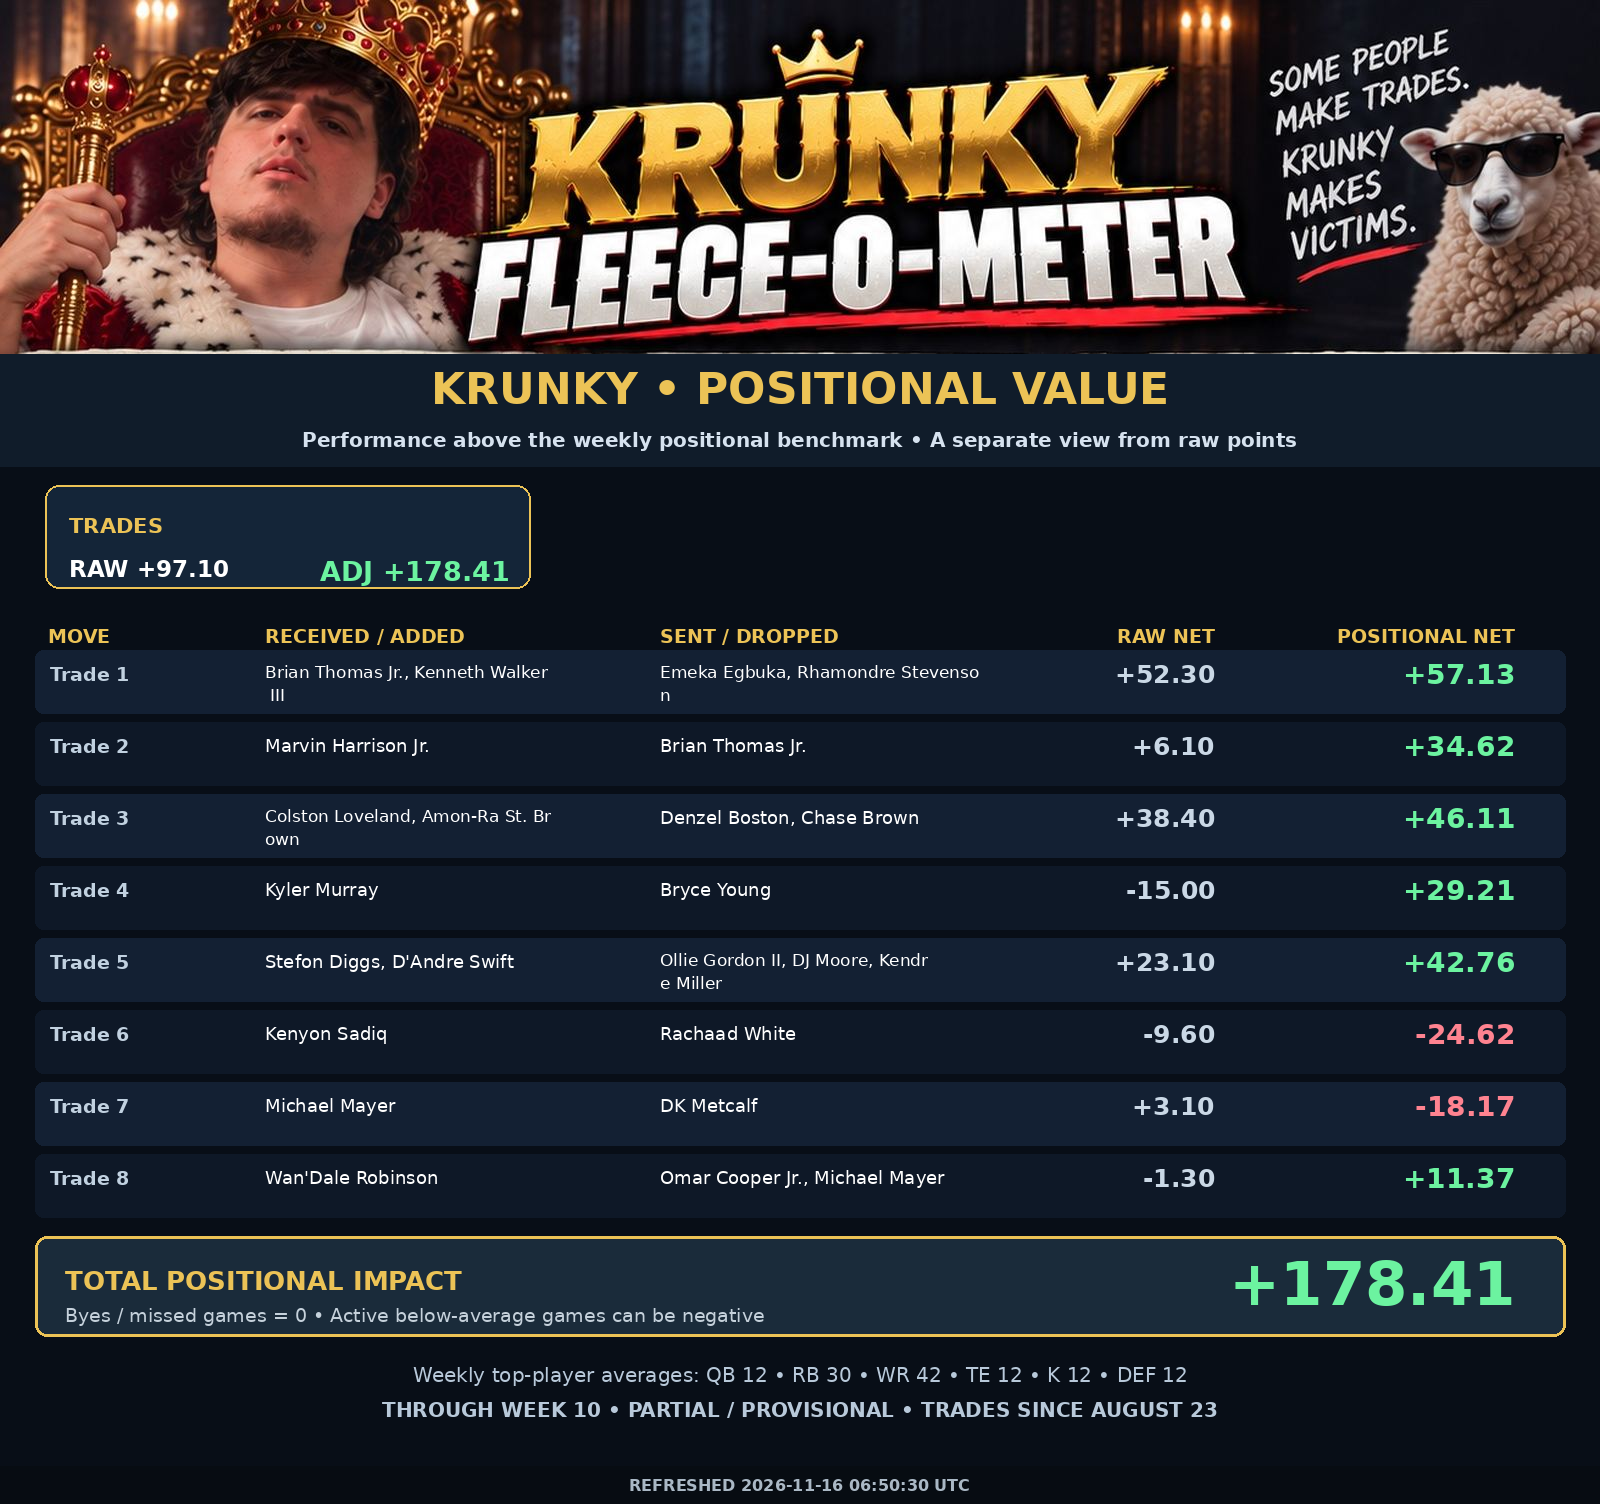 KRUNKY
FLEECE-O-METER
SOME PEOPLE
MAKE TRADES.
KRUNKY
MAKES
VICTIMS.
KRUNKY • POSITIONAL VALUE
Performance above the weekly positional benchmark • A separate view from raw points
TRADES
RAW +97.10 ADJ +178.41
MOVE RECEIVED / ADDED SENT / DROPPED RAW NET POSITIONAL NET
Trade 1 Brian Thomas Jr., Kenneth Walker Emeka Egbuka, Rhamondre Stevenso +52.30 +57.13
III n
Trade 2 Marvin Harrison Jr. Brian Thomas Jr. +6.10 +34.62
Trade 3 Colston Loveland, Amon-Ra St. Br Denzel Boston, Chase Brown +38.40 +46.11
own
Trade 4 Kyler Murray Bryce Young -15.00 +29.21
Trade 5 Stefon Diggs, D'Andre Swift Ollie Gordon II, DJ Moore, Kendr +23.10 +42.76
e Miller
Trade 6 Kenyon Sadiq Rachaad White -9.60 -24.62
Trade 7 Michael Mayer DK Metcalf +3.10 -18.17
Trade 8 Wan'Dale Robinson Omar Cooper Jr., Michael Mayer -1.30 +11.37
TOTAL POSITIONAL IMPACT +178.41
Byes / missed games = 0 • Active below-average games can be negative
Weekly top-player averages: QB 12 • RB 30 • WR 42 • TE 12 • K 12 • DEF 12
THROUGH WEEK 10 • PARTIAL / PROVISIONAL • TRADES SINCE AUGUST 23
REFRESHED 2026-11-16 06:50:30 UTC